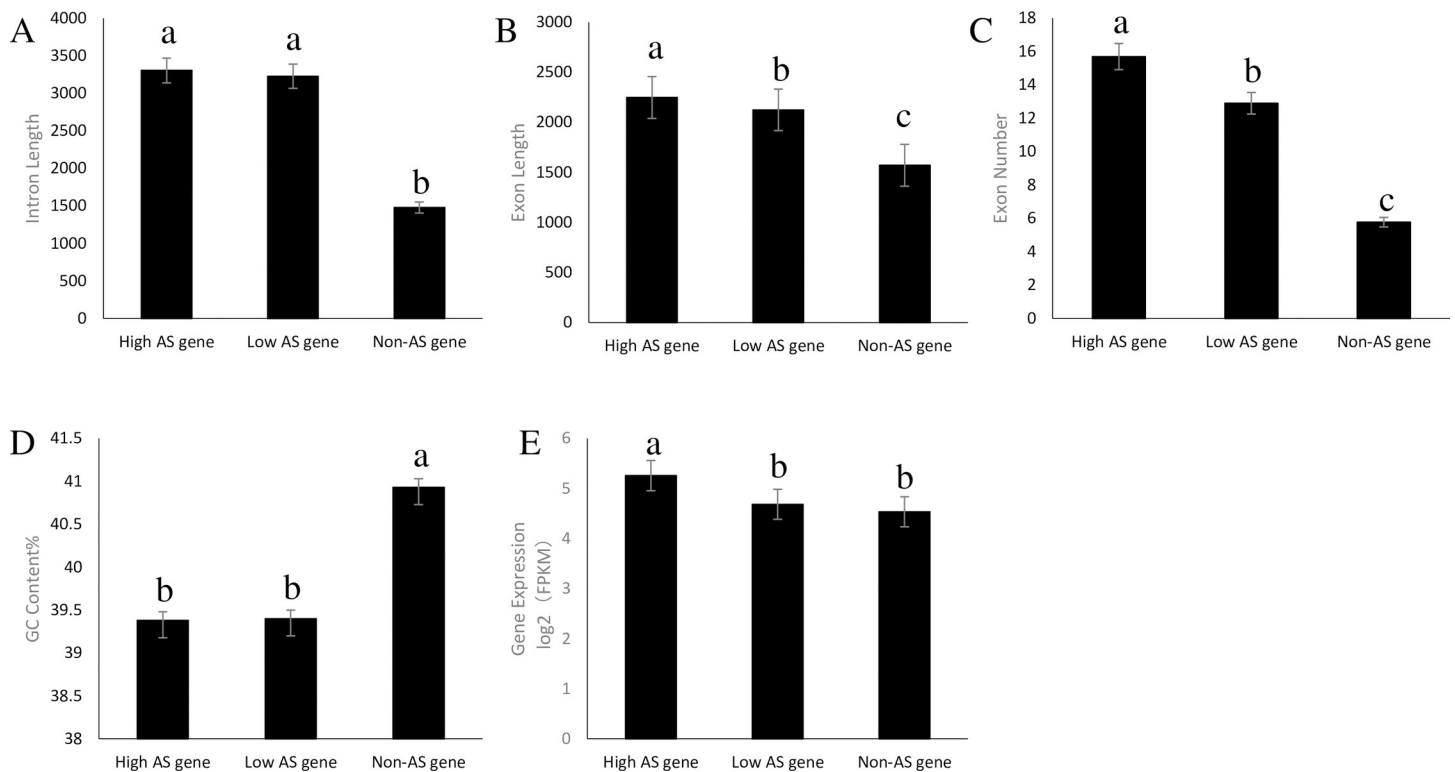 A
4000
3500
3000
2500
2000
1500
1000
500
0
Intron Length
a
a
b
High AS gene
Low AS gene
Non-AS gene
B
3000
2500
2000
1500
1000
500
0
Exon Length
a
b
c
High AS gene
Low AS gene
Non-AS gene
C
18
16
14
12
10
8
6
4
2
0
Exon Number
a
b
c
High AS gene
Low AS gene
Non-AS gene
D
41.5
41
40.5
40
39.5
39
38.5
38
GC Content%
b
b
a
High AS gene
Low AS gene
Non-AS gene
E
6
5
4
3
2
1
0
Gene Expression
log2（FPKM）
a
b
b
High AS gene
Low AS gene
Non-AS gene